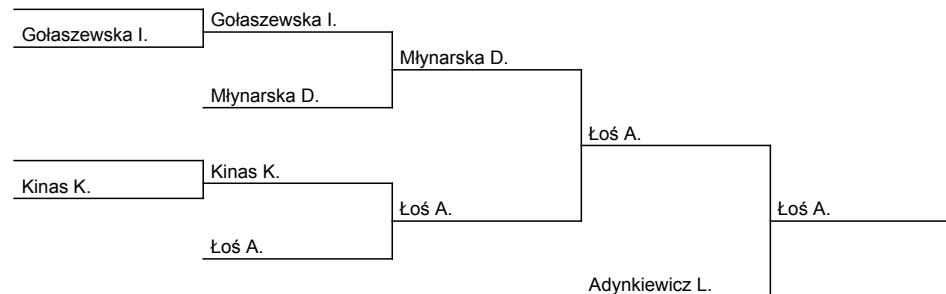 Gołaszewska I.
Gołaszewska I.
Młynarska D.
Młynarska D.
Łoś A.
Kinas K.
Kinas K.
Łoś A.
Łoś A.
Łoś A.
Adynkiewicz L.